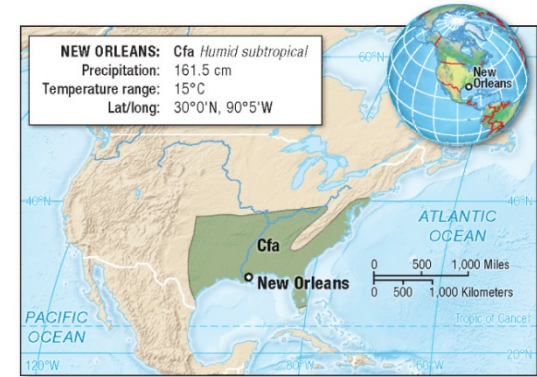 NEW ORLEANS: Cfa Humid subtropical
Precipitation: 161.5 cm
Temperature range: 15°C
Lat/long: 30°0'N, 90°5'W
60°N
New
Orleans
40°N
40°N
ATLANTIC
OCEAN
Cfa
0 500 1,000 Miles
New Orleans
0 500 1,000 Kilometers
PACIFIC
OCEAN
Tropic of Cancer
120°W
80°W
60°W
20°N